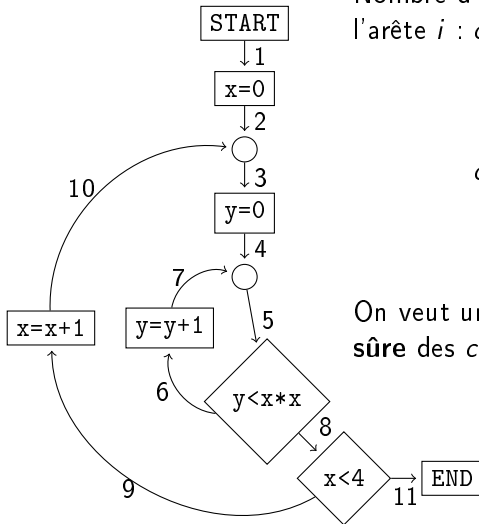 START
l'arête i :
1
x=0
2
10
3
y=0
4
7
On veut un
x=x+1
y=y+1
5
sûre des
6
y<x*x
8
x<4
END
9
11